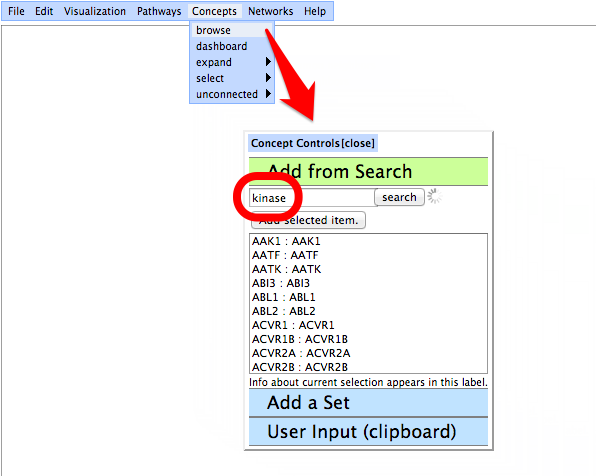 File Edit Visualization Pathways Concepts Networks Help
browse
dashboard
expand
select
unconnected
Concept Controls[close]
Add from Search
kinase search
Add selected item.
AAK1 : AAK1
AATF : AATF
AATK : AATK
ABI3 : ABI3
ABL1 : ABL1
ABL2 : ABL2
ACVR1 : ACVR1
ACVR1B : ACVR1B
ACVR2A : ACVR2A
ACVR2B : ACVR2B
Info about current selection appears in this label.
Add a Set
User Input (clipboard)